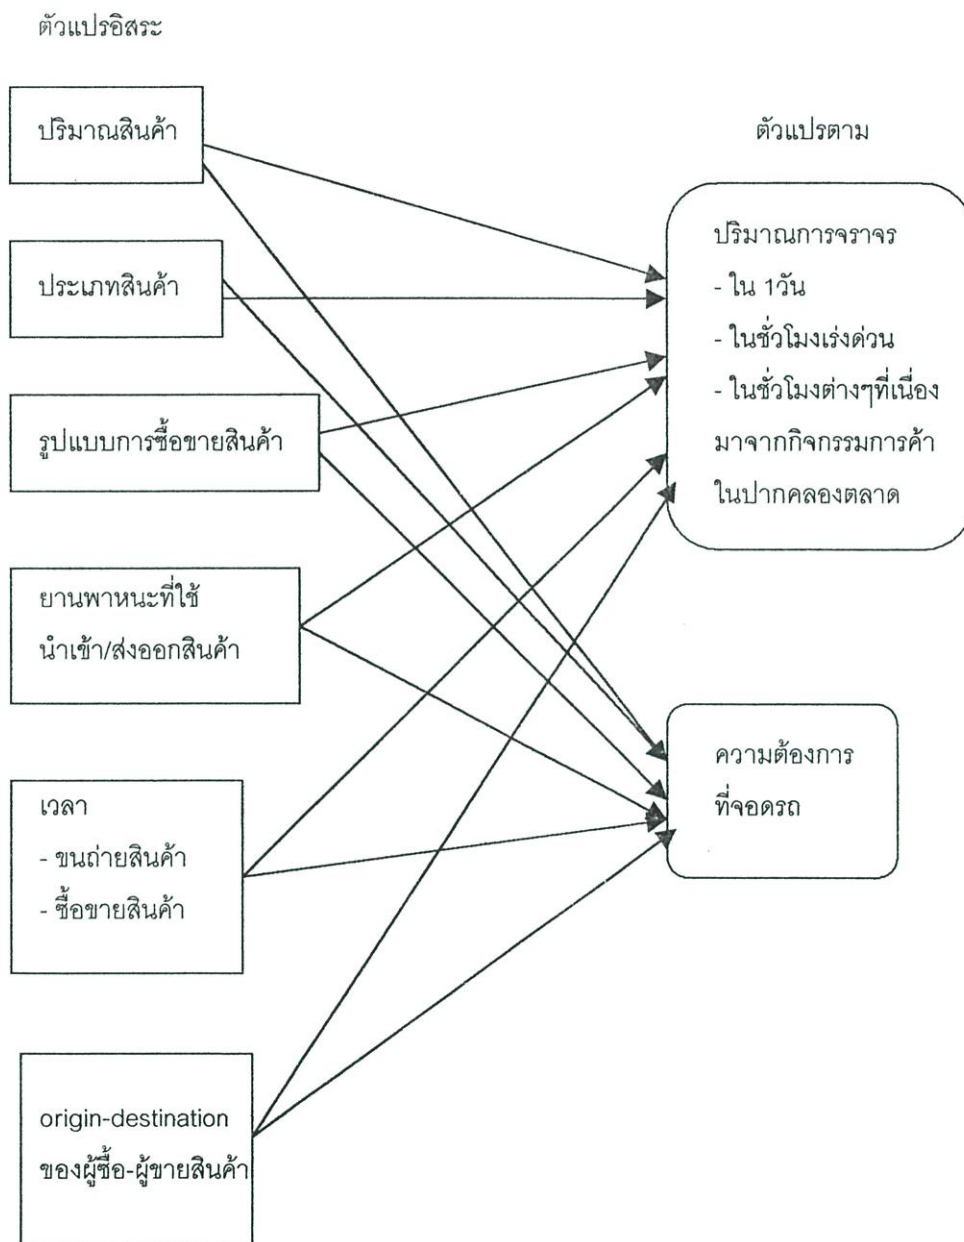 ตัวแปรอิสระ
ปริมาณสินค้า
ประเภทสินค้า
รูปแบบการซื้อขายสินค้า
ยานพาหนะที่ใช้
นำเข้า/ส่งออกสินค้า
เวลา
- ขนถ่ายสินค้า
- ซื้อขายสินค้า
origin-destination
ของผู้ซื้อ-ผู้ขายสินค้า
ตัวแปรตาม
ปริมาณการจราจร
- ใน 1วัน
- ในชั่วโมงเร่งด่วน
- ในชั่วโมงต่างๆที่เนื่อง
มาจากกิจกรรมการค้า
ในปากคลองตลาด
ความต้องการ
ที่จอดรถ